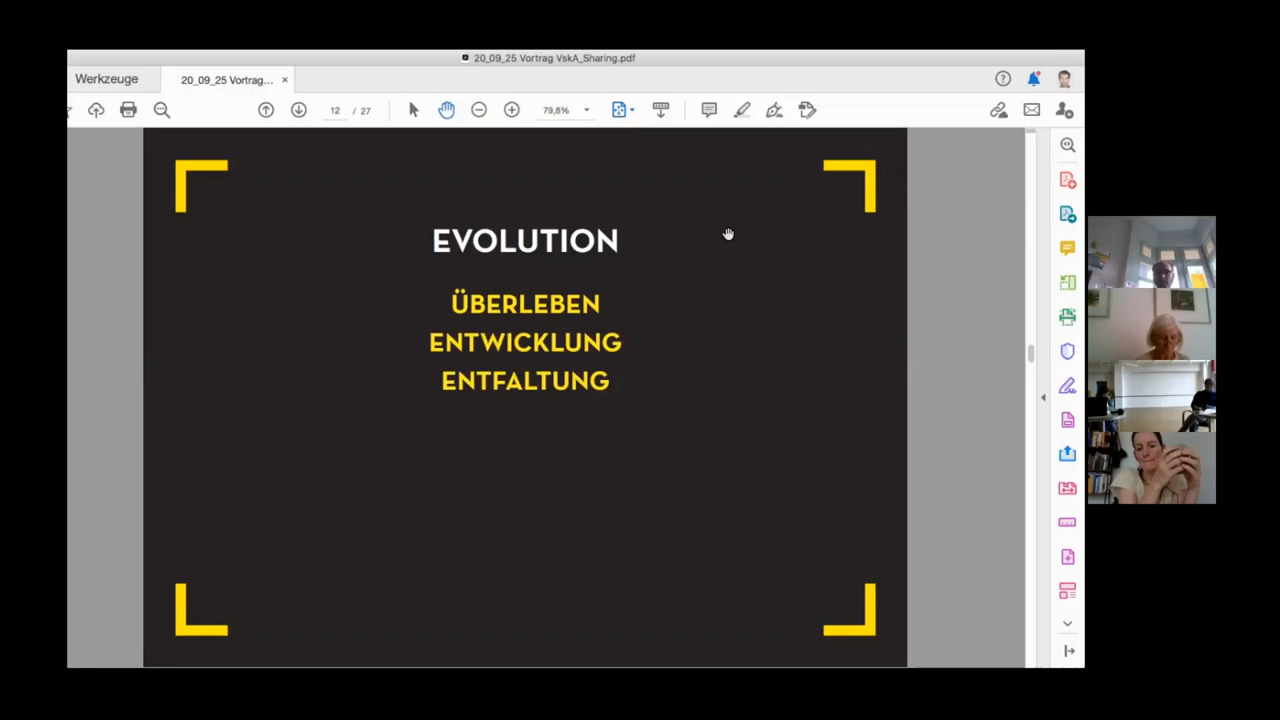 20_09_25 Vortrag VskA_Sharing.pdf
Werkzeuge
20_09_25 Vortrag... ×
12 / 27
79,8%
EVOLUTION
ÜBERLEBEN
ENTWICKLUNG
ENTFALTUNG